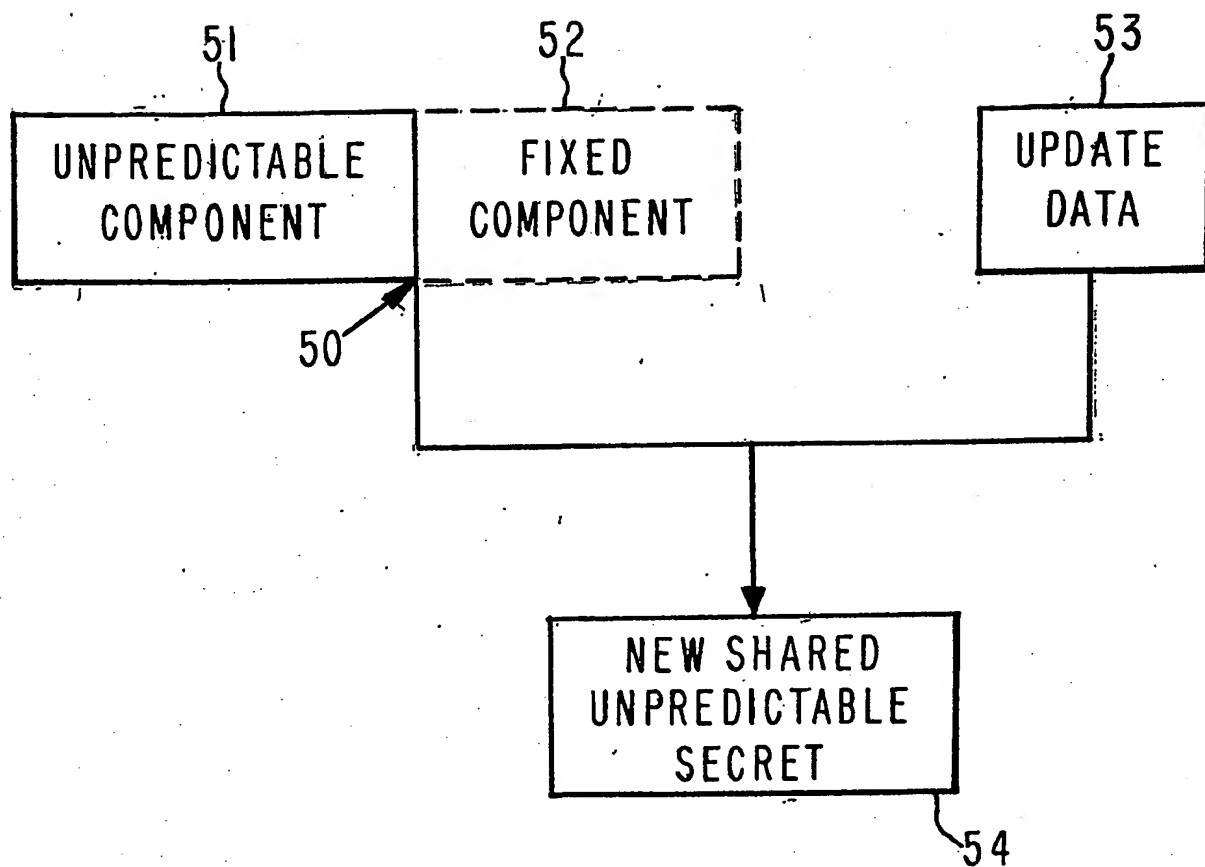 51
52
53
UNPREDICTABLE
COMPONENT
FIXED
COMPONENT
UPDATE
DATA
50
NEW SHARED
UNPREDICTABLE
SECRET
54